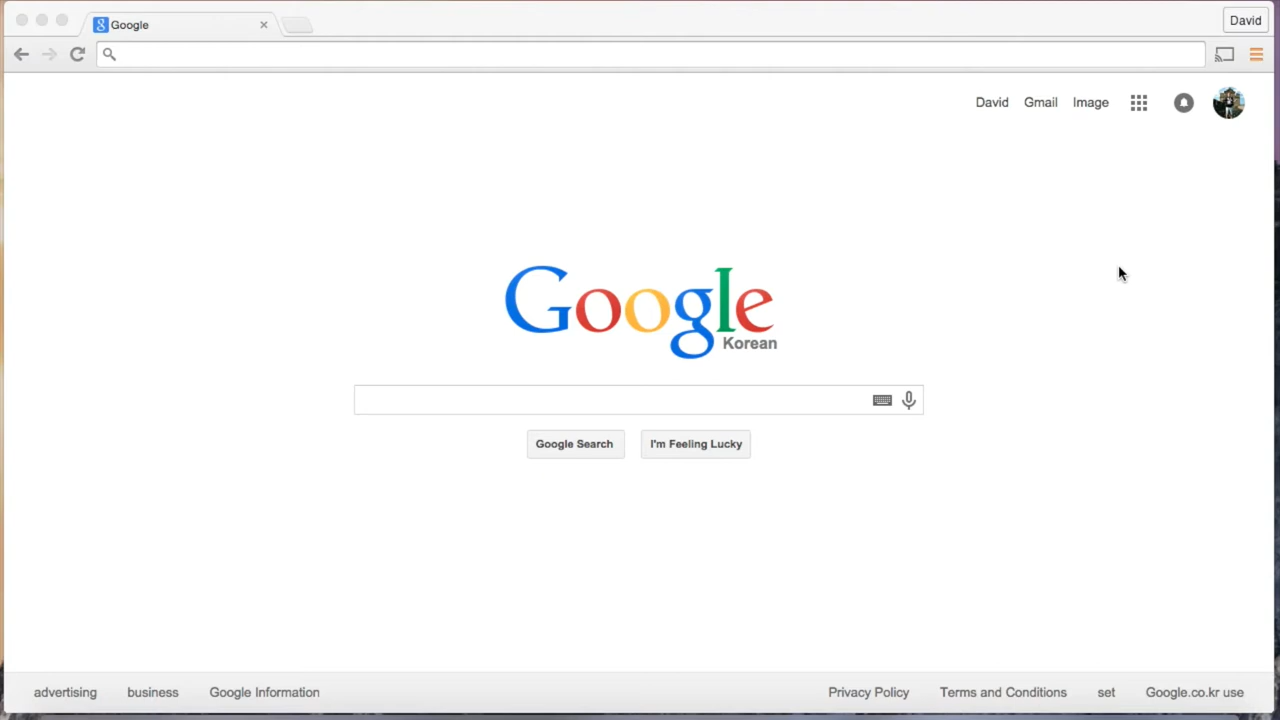 Google
David
David Gmail Image
Google
Korean
Google Search I'm Feeling Lucky
advertising business Google Information Privacy Policy Terms and Conditions set Google.co.kr use